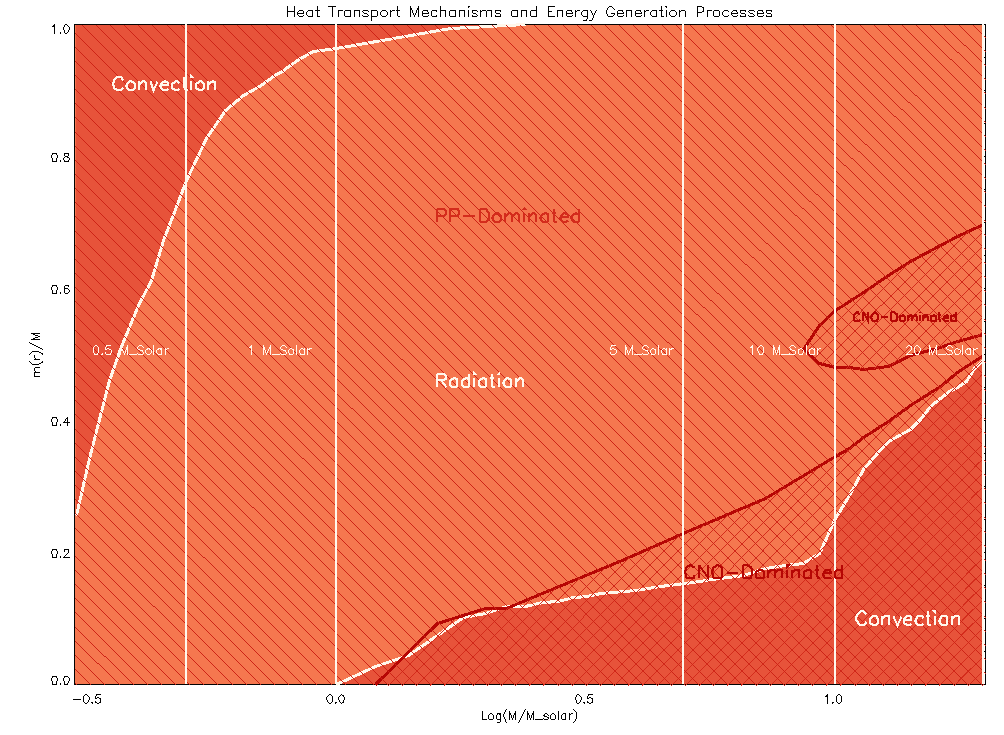 Heat Transport Mechanisms and Energy Generation Processes
1.0
Convection
0.8
PP-Dominated
0.6
CNO-Dominated
m(r)/M
0.5 M_Solar
1 M_Solar
5 M_Solar
10 M_Solar
20 M_Solar
Radiation
0.4
0.2
CNO-Dominated
Convection
0.0
-0.5
0.0
0.5
1.0
Log(M/M_solar)